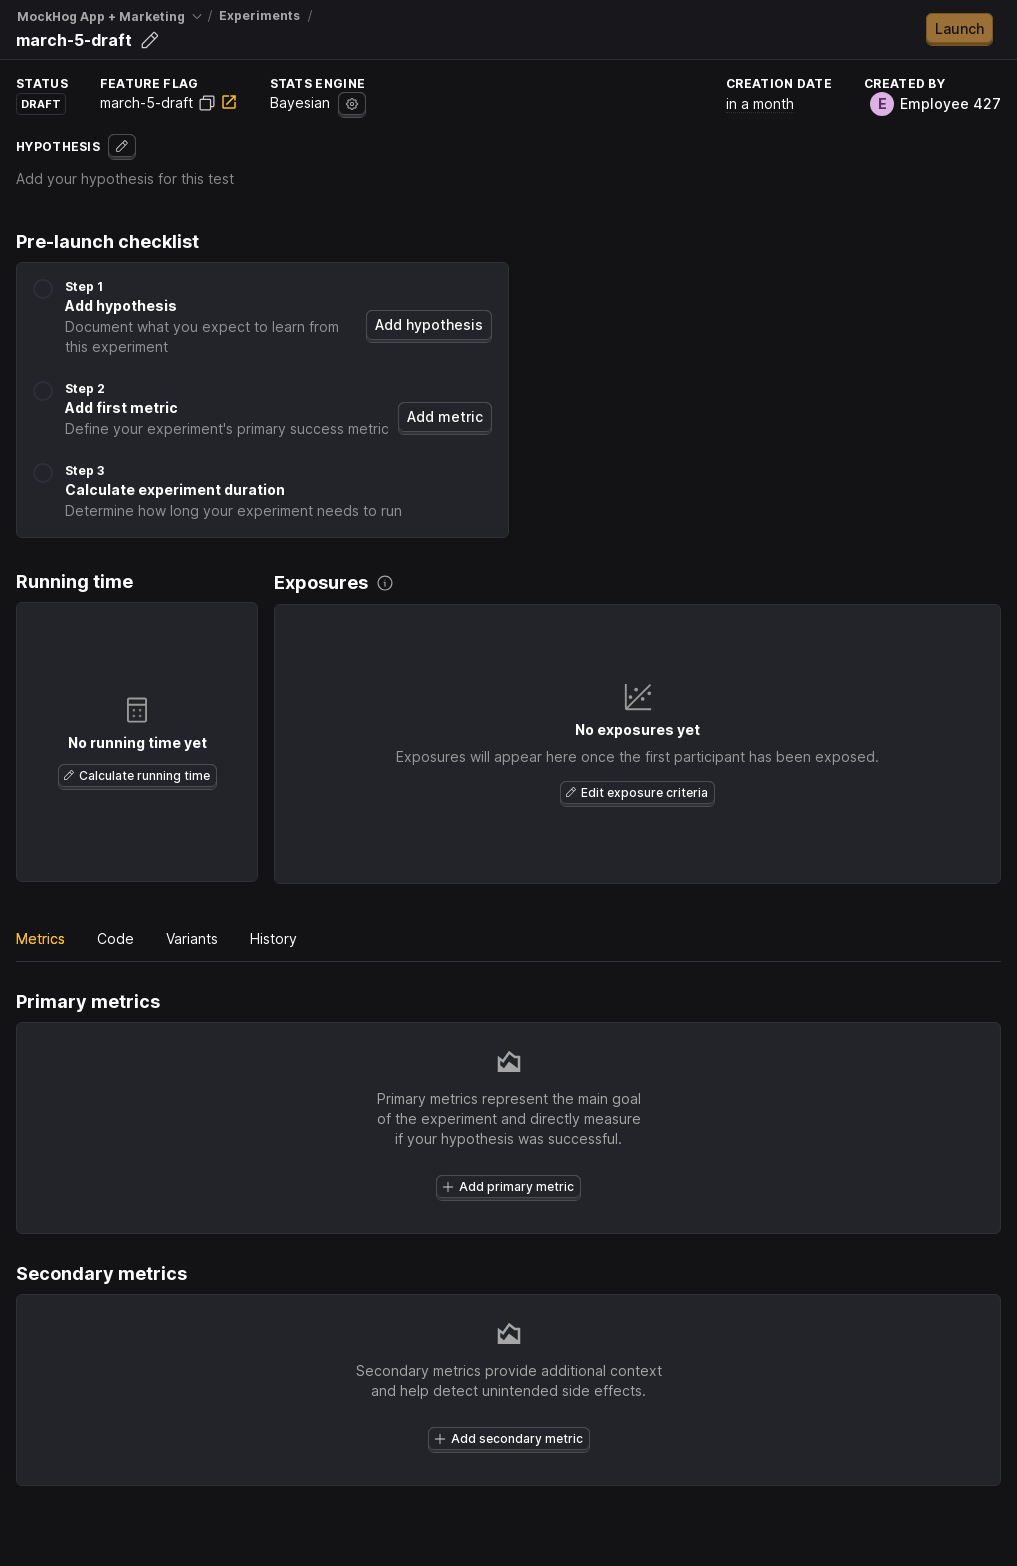 MockHog App + Marketing / Experiments /
march-5-draft
Launch
STATUS
DRAFT
FEATURE FLAG
march-5-draft
STATS ENGINE
Bayesian
CREATION DATE
in a month
CREATED BY
E Employee 427
HYPOTHESIS
Add your hypothesis for this test
Pre-launch checklist
Step 1
Add hypothesis
Document what you expect to learn from
this experiment
Add hypothesis
Step 2
Add first metric
Define your experiment's primary success metric
Add metric
Step 3
Calculate experiment duration
Determine how long your experiment needs to run
Running time
No running time yet
Calculate running time
Exposures
No exposures yet
Exposures will appear here once the first participant has been exposed.
Edit exposure criteria
Metrics Code Variants History
Primary metrics
Primary metrics represent the main goal
of the experiment and directly measure
if your hypothesis was successful.
Add primary metric
Secondary metrics
Secondary metrics provide additional context
and help detect unintended side effects.
Add secondary metric